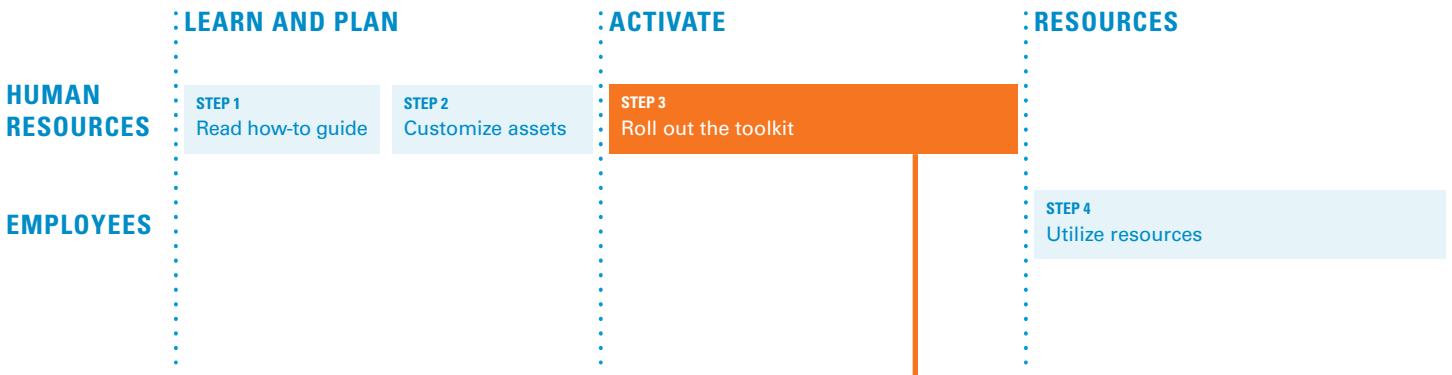 LEARN AND PLAN
ACTIVATE
RESOURCES
HUMAN
RESOURCES
STEP 1
Read how-to guide
STEP 2
Customize assets
STEP 3
Roll out the toolkit
EMPLOYEES
STEP 4
Utilize resources